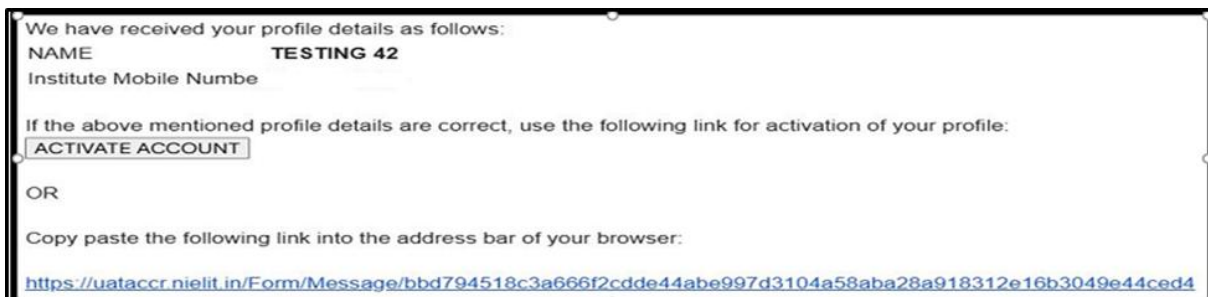 We have received your profile details as follows:
NAME TESTING 42
Institute Mobile Numbe
If the above mentioned profile details are correct, use the following link for activation of your profile:
ACTIVATE ACCOUNT
OR
Copy paste the following link into the address bar of your browser:
https://uataccr.nielit.in/Form/Message/bbd794518c3a666f2cdde44abe997d3104a58aba28a918312e16b3049e44ced4